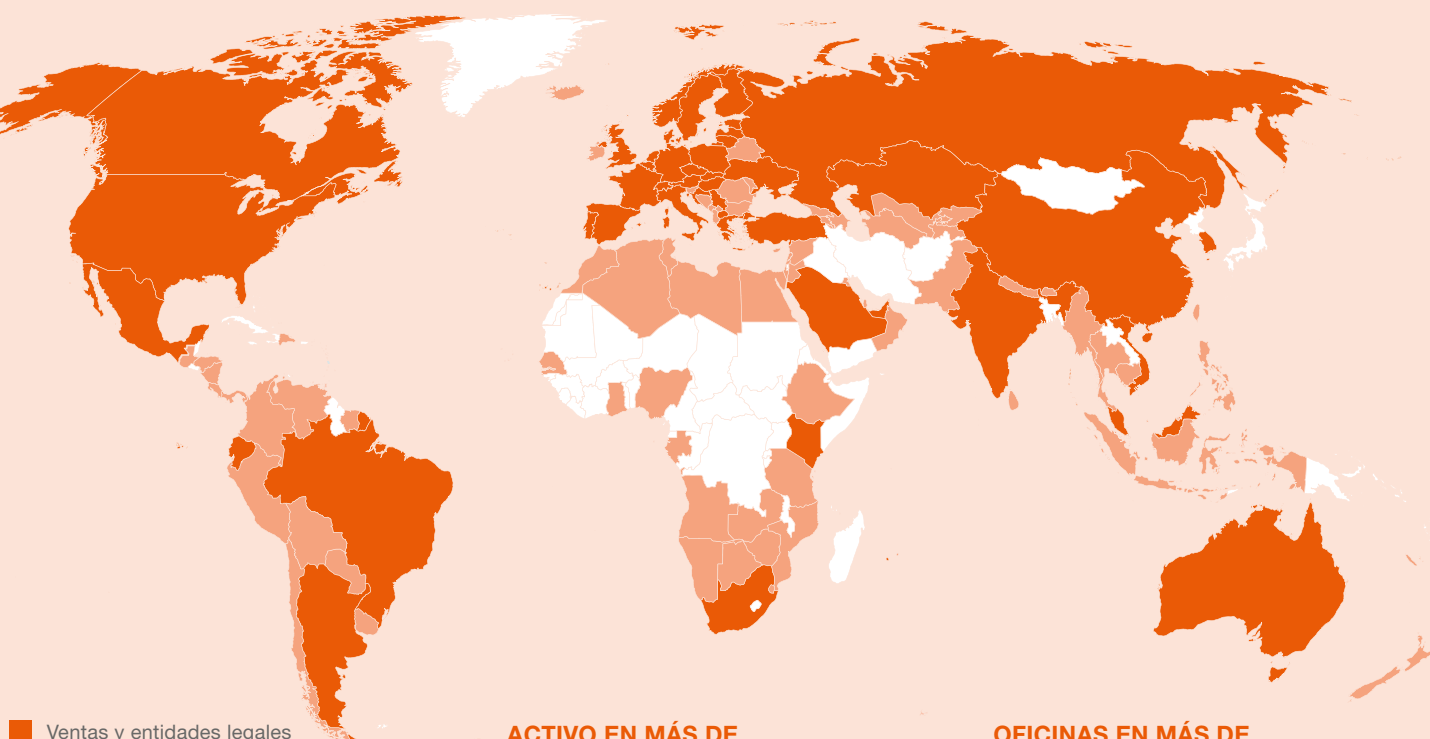 Ventas y entidades legales
ACTIVO EN MÁS DE
OFICINAS EN MÁS DE